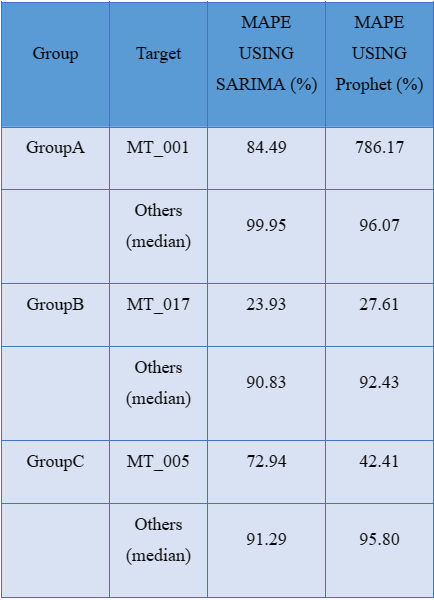 Group
Target
MAPE
USING
SARIMA (%)
MAPE
USING
Prophet (%)
GroupA
MT_001
84.49
786.17
Others
(median)
99.95
96.07
GroupB
MT_017
23.93
27.61
Others
(median)
90.83
92.43
GroupC
MT_005
72.94
42.41
Others
(median)
91.29
95.80